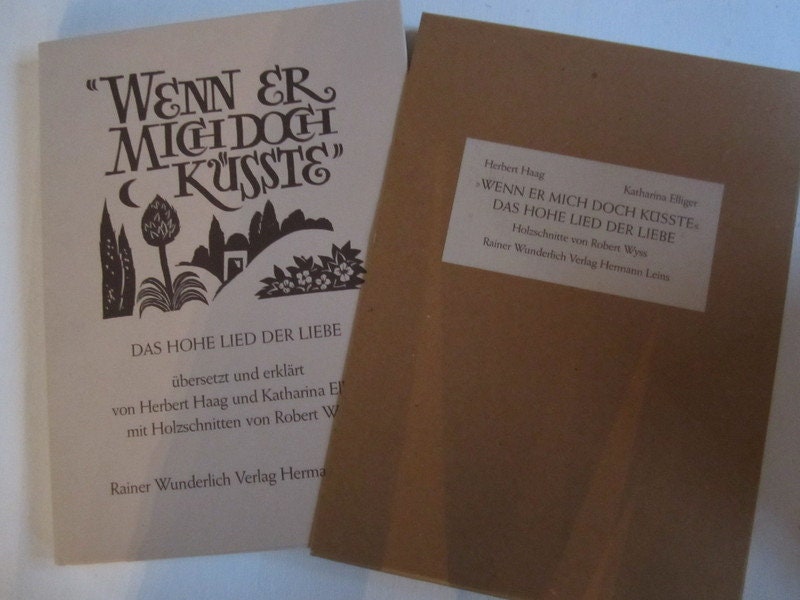 “WENN ER
MICH DOCH
KÜSSTE”
DAS HOHE LIED DER LIEBE
übersetzt und erklärt
von Herbert Haag und Katharina Ell
mit Holzschnitten von Robert W
Rainer Wunderlich Verlag Herma
Herbert Haag Katharina Elliger
»WENN ER MICH DOCH KÜSSTE«
DAS HOHE LIED DER LIEBE
Holzschnitte von Robert Wyss
Rainer Wunderlich Verlag Hermann Leins